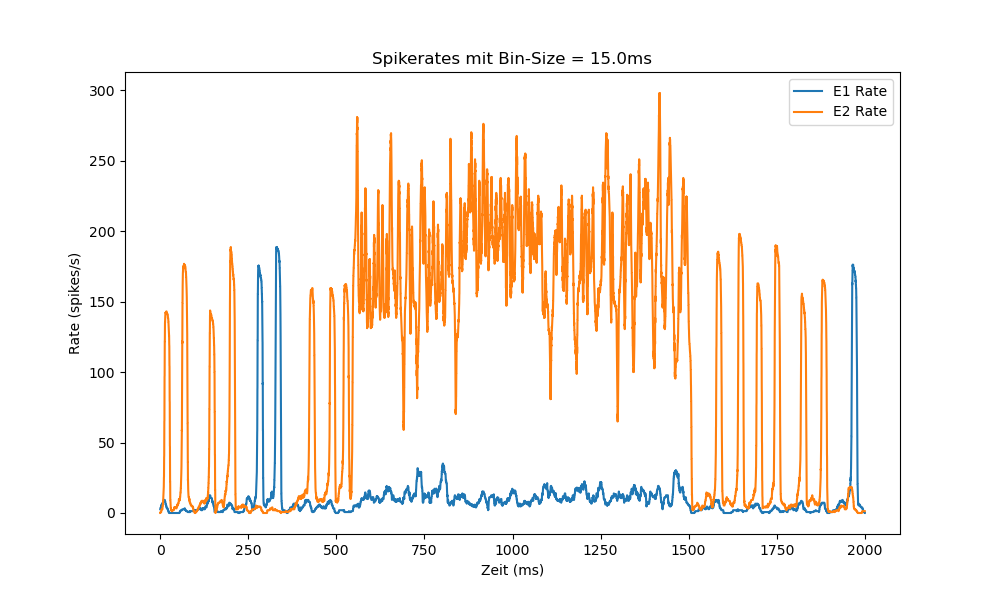 Spikerates mit Bin-Size = 15.0ms
E1 Rate
E2 Rate
300
250
200
150
100
50
0
Rate (spikes/s)
0 250 500 750 1000 1250 1500 1750 2000
Zeit (ms)